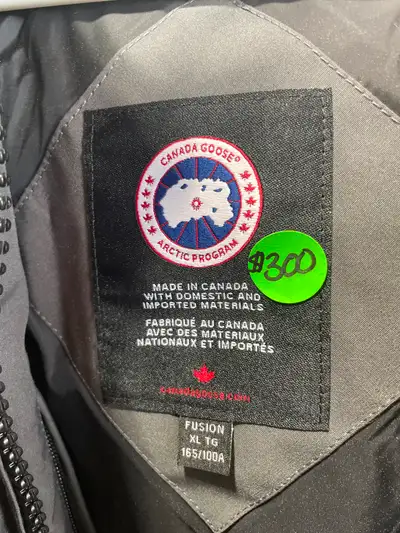 CANADA GOOSE®
ARCTIC PROGRAM
$300
MADE IN CANADA
WITH DOMESTIC AND
IMPORTED MATERIALS
FABRIQUÉ AU CANADA
AVEC DES MATÉRIAUX
NATIONAUX ET IMPORTÉS
canadagoose.com
FUSION
XL TG
165/100A